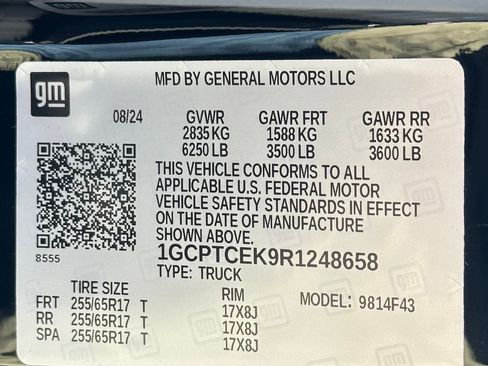 gm
MFD BY GENERAL MOTORS LLC
08/24 GVWR GAWR FRT GAWR RR
2835 KG 1588 KG 1633 KG
6250 LB 3500 LB 3600 LB
THIS VEHICLE CONFORMS TO ALL
APPLICABLE U.S. FEDERAL MOTOR
VEHICLE SAFETY STANDARDS IN EFFECT
ON THE DATE OF MANUFACTURE
SHOWN ABOVE.
8555
1GCPTCEK9R1248658
TYPE: TRUCK
TIRE SIZE RIM MODEL: 9814F43
FRT 255/65R17 T 17X8J
RR 255/65R17 T 17X8J
SPA 255/65R17 T 17X8J